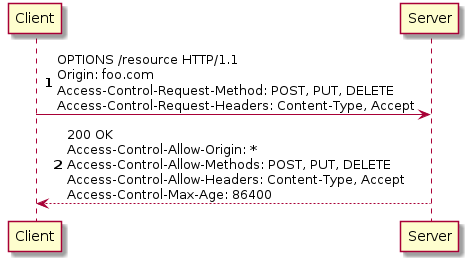 Client Server
1 OPTIONS /resource HTTP/1.1
Origin: foo.com
Access-Control-Request-Method: POST, PUT, DELETE
Access-Control-Request-Headers: Content-Type, Accept
200 OK
Access-Control-Allow-Origin: *
2 Access-Control-Allow-Methods: POST, PUT, DELETE
Access-Control-Allow-Headers: Content-Type, Accept
Access-Control-Max-Age: 86400
Client Server